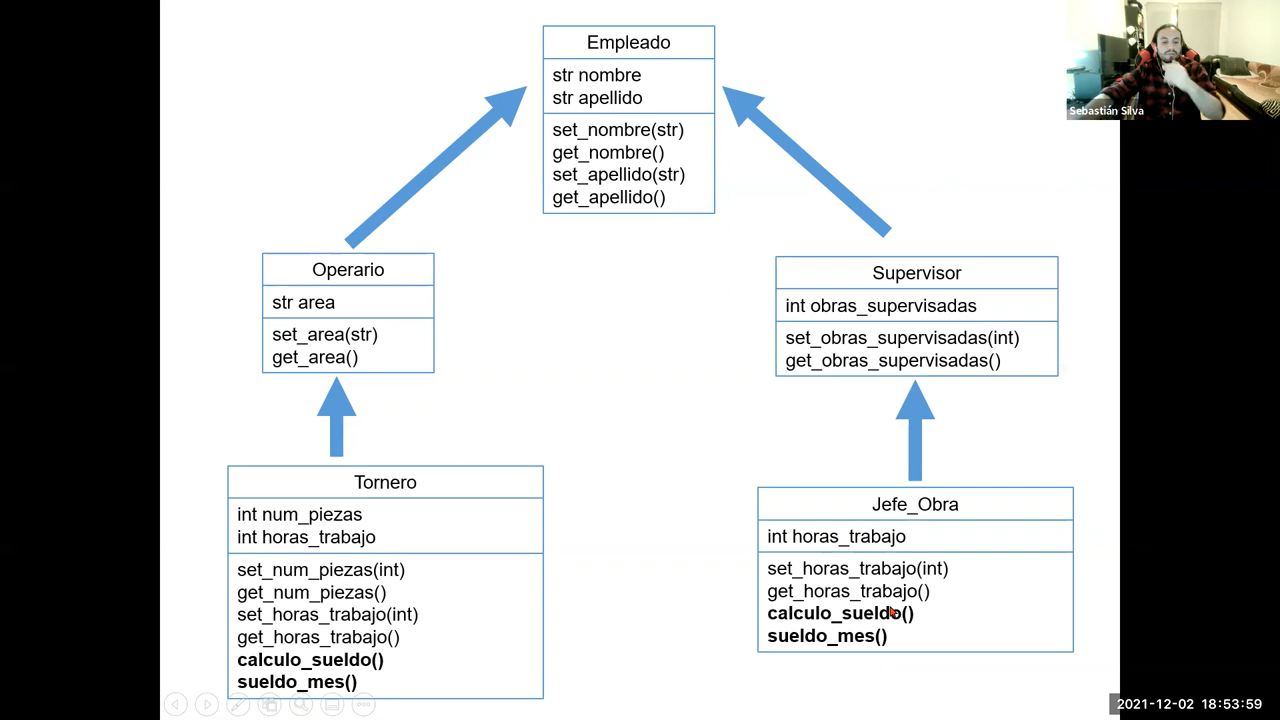 Empleado
str nombre
str apellido
set_nombre(str)
get_nombre()
set_apellido(str)
get_apellido()
Sebastián Silva
Operario
str area
set_area(str)
get_area()
Supervisor
int obras_supervisadas
set_obras_supervisadas(int)
get_obras_supervisadas()
Tornero
int num_piezas
int horas_trabajo
set_num_piezas(int)
get_num_piezas()
set_horas_trabajo(int)
get_horas_trabajo()
calculo_sueldo()
sueldo_mes()
Jefe_Obra
int horas_trabajo
set_horas_trabajo(int)
get_horas_trabajo()
calculo_sueldo()
sueldo_mes()
2021-12-02 18:53:59